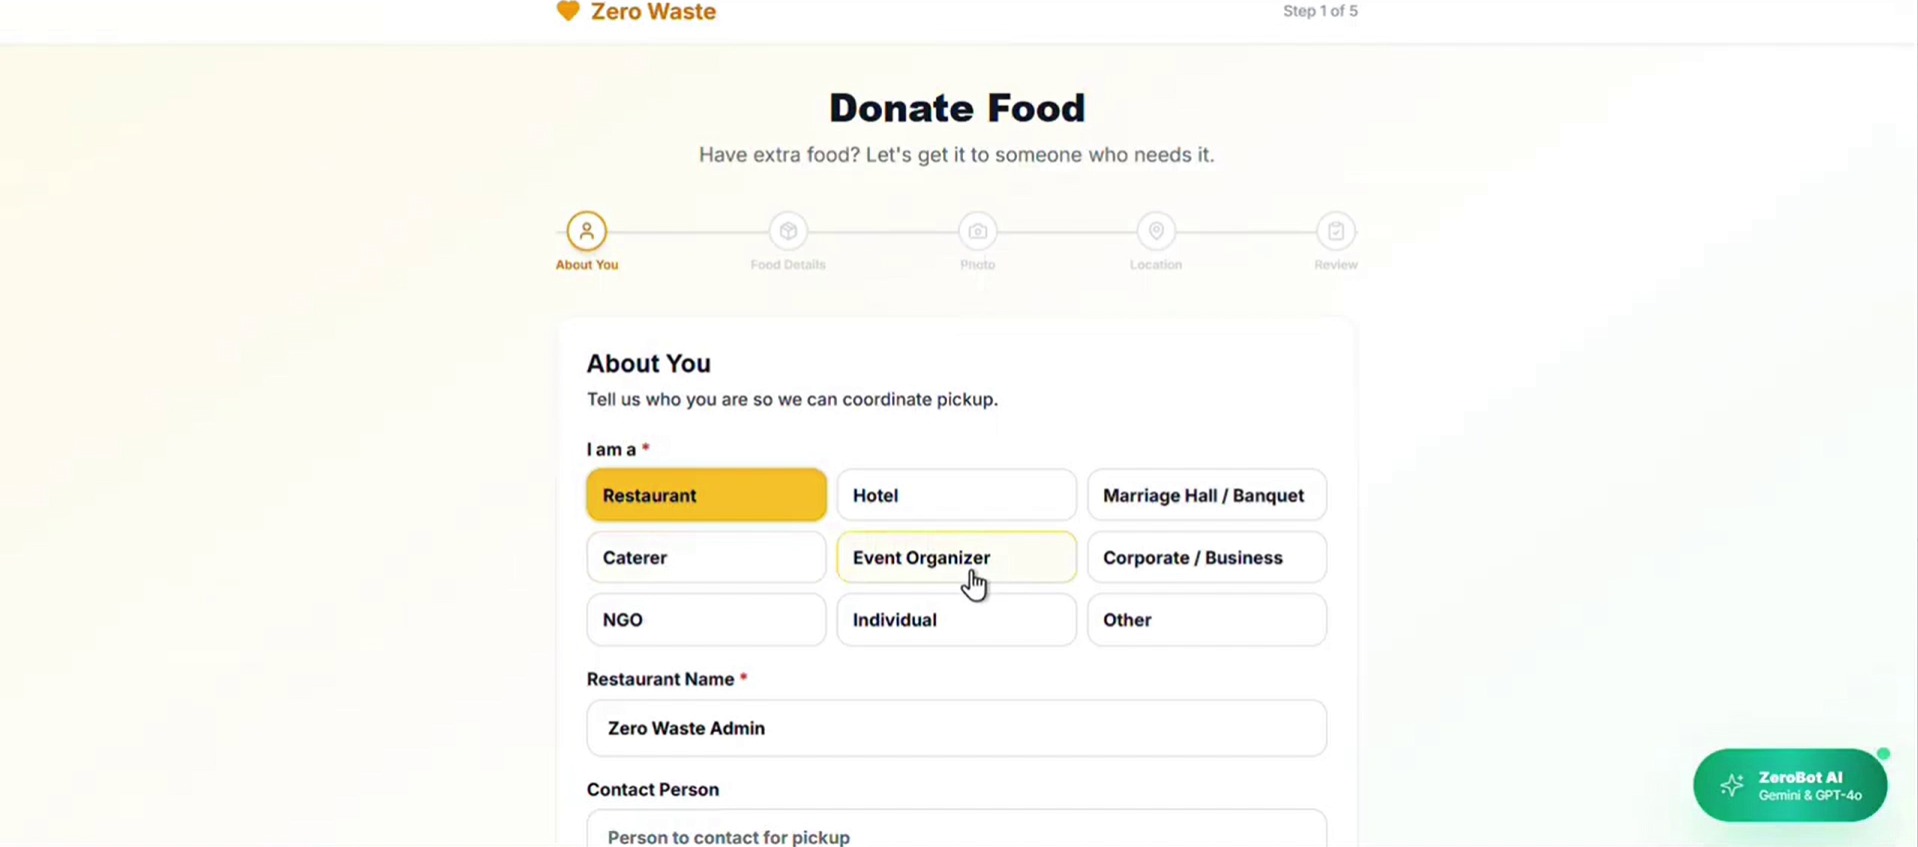 Zero Waste
Step 1 of 5
Donate Food
Have extra food? Let's get it to someone who needs it.
About You
Food Details
Photo
Location
Review
About You
Tell us who you are so we can coordinate pickup.
I am a *
Restaurant
Hotel
Marriage Hall / Banquet
Caterer
Event Organizer
Corporate / Business
NGO
Individual
Other
Restaurant Name *
Zero Waste Admin
Contact Person
Person to contact for pickup
ZeroBot AI
Gemini & GPT-4o